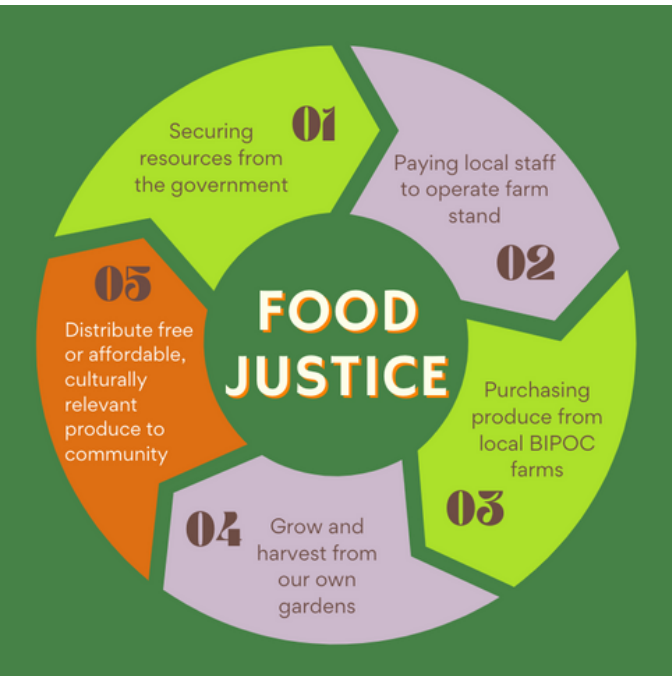 01
Securing
resources from
the government
Paying local staff
to operate farm
stand
02
Purchasing
produce from
local BIPOC
farms
03
04
Grow and
harvest from
our own
gardens
05
Distribute free
or affordable,
culturally
relevant
produce to
community
FOOD
JUSTICE